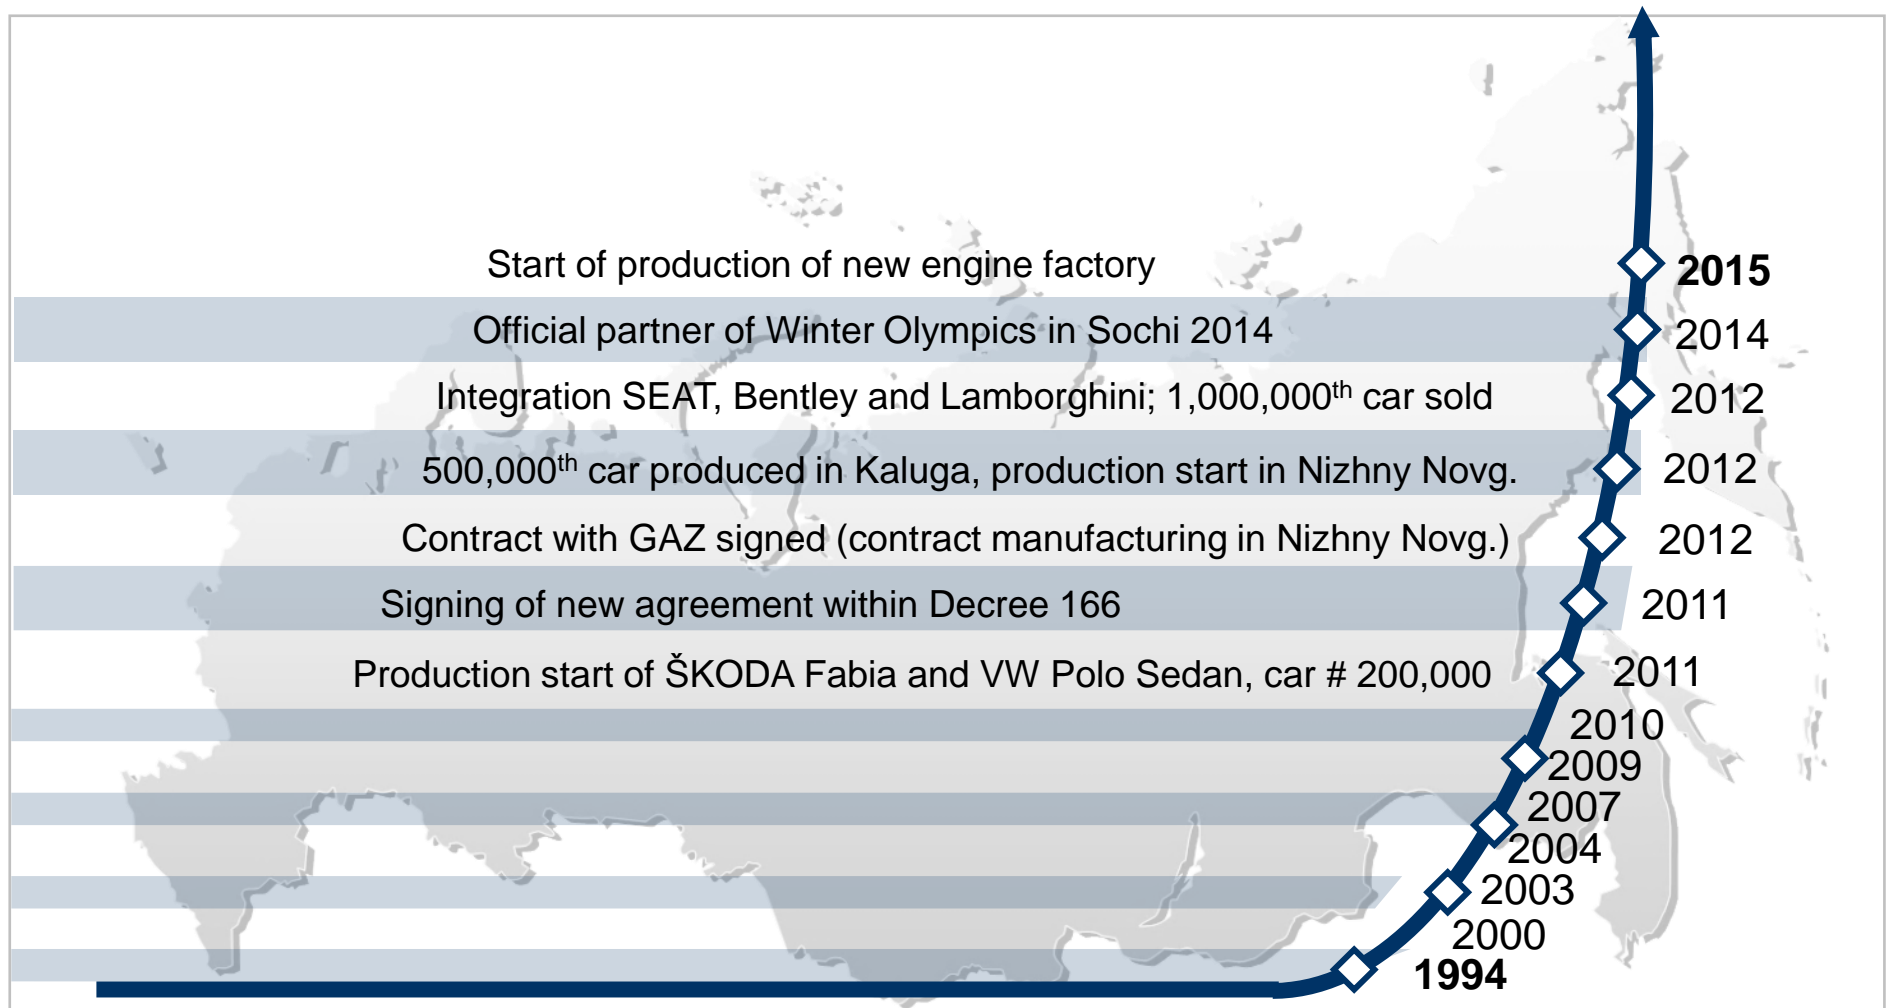 Start of production of new engine factory 2015
Official partner of Winter Olympics in Sochi 2014 2014
Integration SEAT, Bentley and Lamborghini; 1,000,000th car sold 2012
500,000th car produced in Kaluga, production start in Nizhny Novg. 2012
Contract with GAZ signed (contract manufacturing in Nizhny Novg.) 2012
Signing of new agreement within Decree 166 2011
Production start of ŠKODA Fabia and VW Polo Sedan, car # 200,000 2011
2010
2009
2007
2004
2003
2000
1994